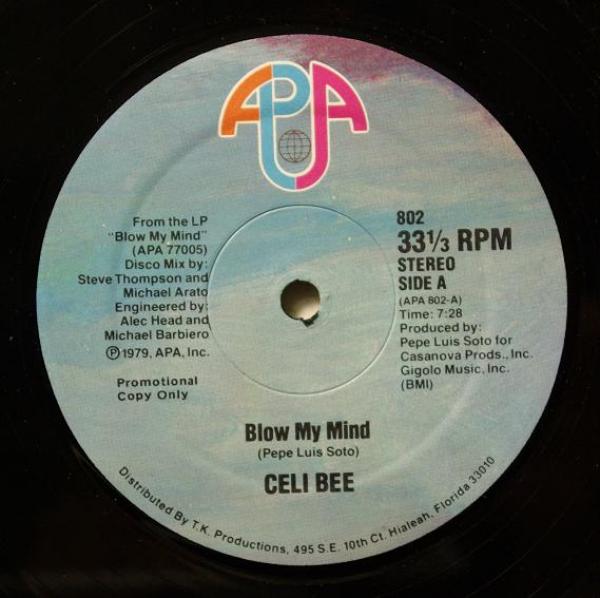 APA
From the LP
"Blow My Mind"
(APA 77005)
Disco Mix by:
Steve Thompson and
Michael Arato
Engineered by:
Alec Head and
Michael Barbiero
Ⓟ1979, APA, Inc.
Promotional
Copy Only
802
33⅓ RPM
STEREO
SIDE A
(APA 802-A)
Time: 7:28
Produced by:
Pepe Luis Soto for
Casanova Prods., Inc.
Gigolo Music, Inc.
(BMI)
Blow My Mind
(Pepe Luis Soto)
CELI BEE
Distributed By T.K. Productions, 495 S.E. 10th Ct. Hialeah, Florida 33010